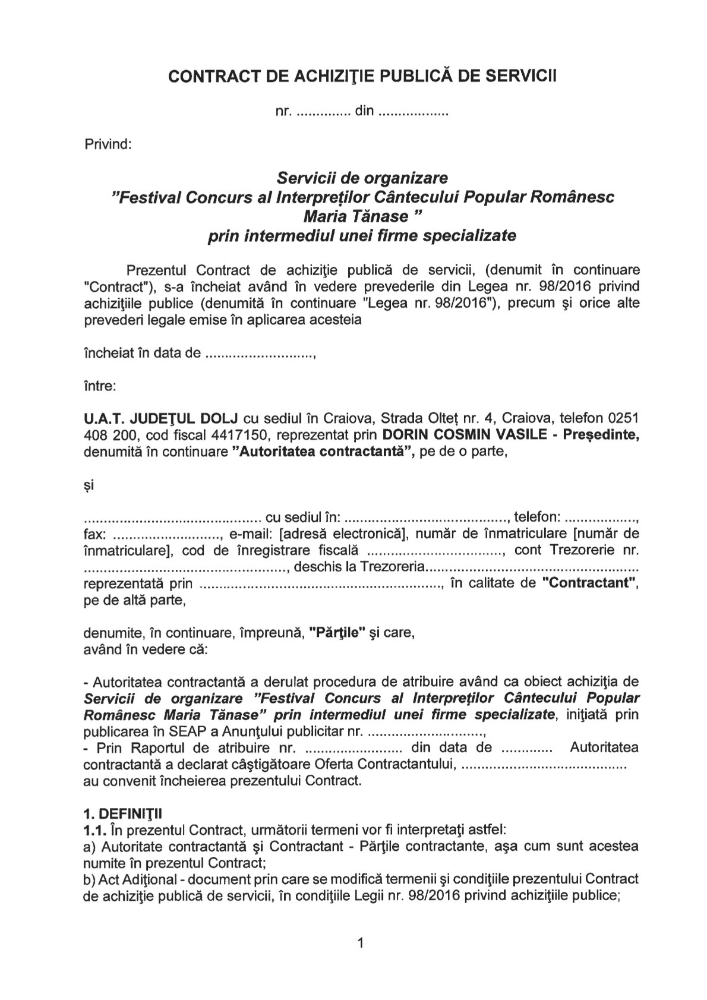 CONTRACT DE ACHIZIŢIE PUBLICĂ DE SERVICII
nr. .............. din ..................
Privind:
Servicii de organizare
”Festival Concurs al Interpreților Cântecului Popular Românesc
Maria Tănase ”
prin intermediul unei firme specializate
Prezentul Contract de achiziţie publică de servicii, (denumit în continuare
"Contract"), s-a încheiat având în vedere prevederile din Legea nr. 98/2016 privind
achiziţiile publice (denumită în continuare "Legea nr. 98/2016"), precum şi orice alte
prevederi legale emise în aplicarea acesteia
încheiat în data de ...........................,
între:
U.A.T. JUDEŢUL DOLJ cu sediul în Craiova, Strada Olteț nr. 4, Craiova, telefon 0251
408 200, cod fiscal 4417150, reprezentat prin DORIN COSMIN VASILE - Președinte,
denumită în continuare ”Autoritatea contractantă”, pe de o parte,
și
............................................. cu sediul în: ........................................., telefon: ..................,
fax: ..........................., e-mail: [adresă electronică], număr de înmatriculare [număr de
înmatriculare], cod de înregistrare fiscală .................................., cont Trezorerie nr.
..................................................., deschis la Trezoreria......................................................
reprezentată prin ............................................................., în calitate de "Contractant",
pe de altă parte,
denumite, în continuare, împreună, "Părţile" şi care,
având în vedere că:
- Autoritatea contractantă a derulat procedura de atribuire având ca obiect achiziţia de
Servicii de organizare ”Festival Concurs al Interpreților Cântecului Popular
Românesc Maria Tănase” prin intermediul unei firme specializate, iniţiată prin
publicarea în SEAP a Anunţului publicitar nr. .............................,
- Prin Raportul de atribuire nr. ......................... din data de ............. Autoritatea
contractantă a declarat câştigătoare Oferta Contractantului, ..........................................
au convenit încheierea prezentului Contract.
1. DEFINIŢII
1.1. În prezentul Contract, următorii termeni vor fi interpretaţi astfel:
a) Autoritate contractantă şi Contractant - Părţile contractante, aşa cum sunt acestea
numite în prezentul Contract;
b) Act Adiţional - document prin care se modifică termenii şi condiţiile prezentului Contract
de achiziţie publică de servicii, în condiţiile Legii nr. 98/2016 privind achiziţiile publice;
1